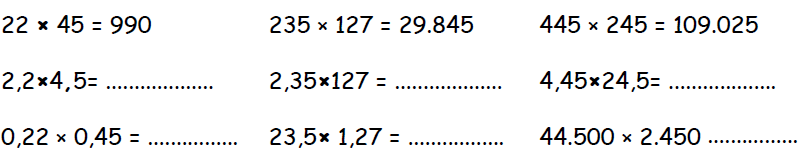 22 × 45 = 990 235 × 127 = 29.845 445 × 245 = 109.025
2,2×4,5= ................... 2,35×127 = ................... 4,45×24,5= ...................
0,22 × 0,45 = ................ 23,5× 1,27 = ................. 44.500 × 2.450 ................